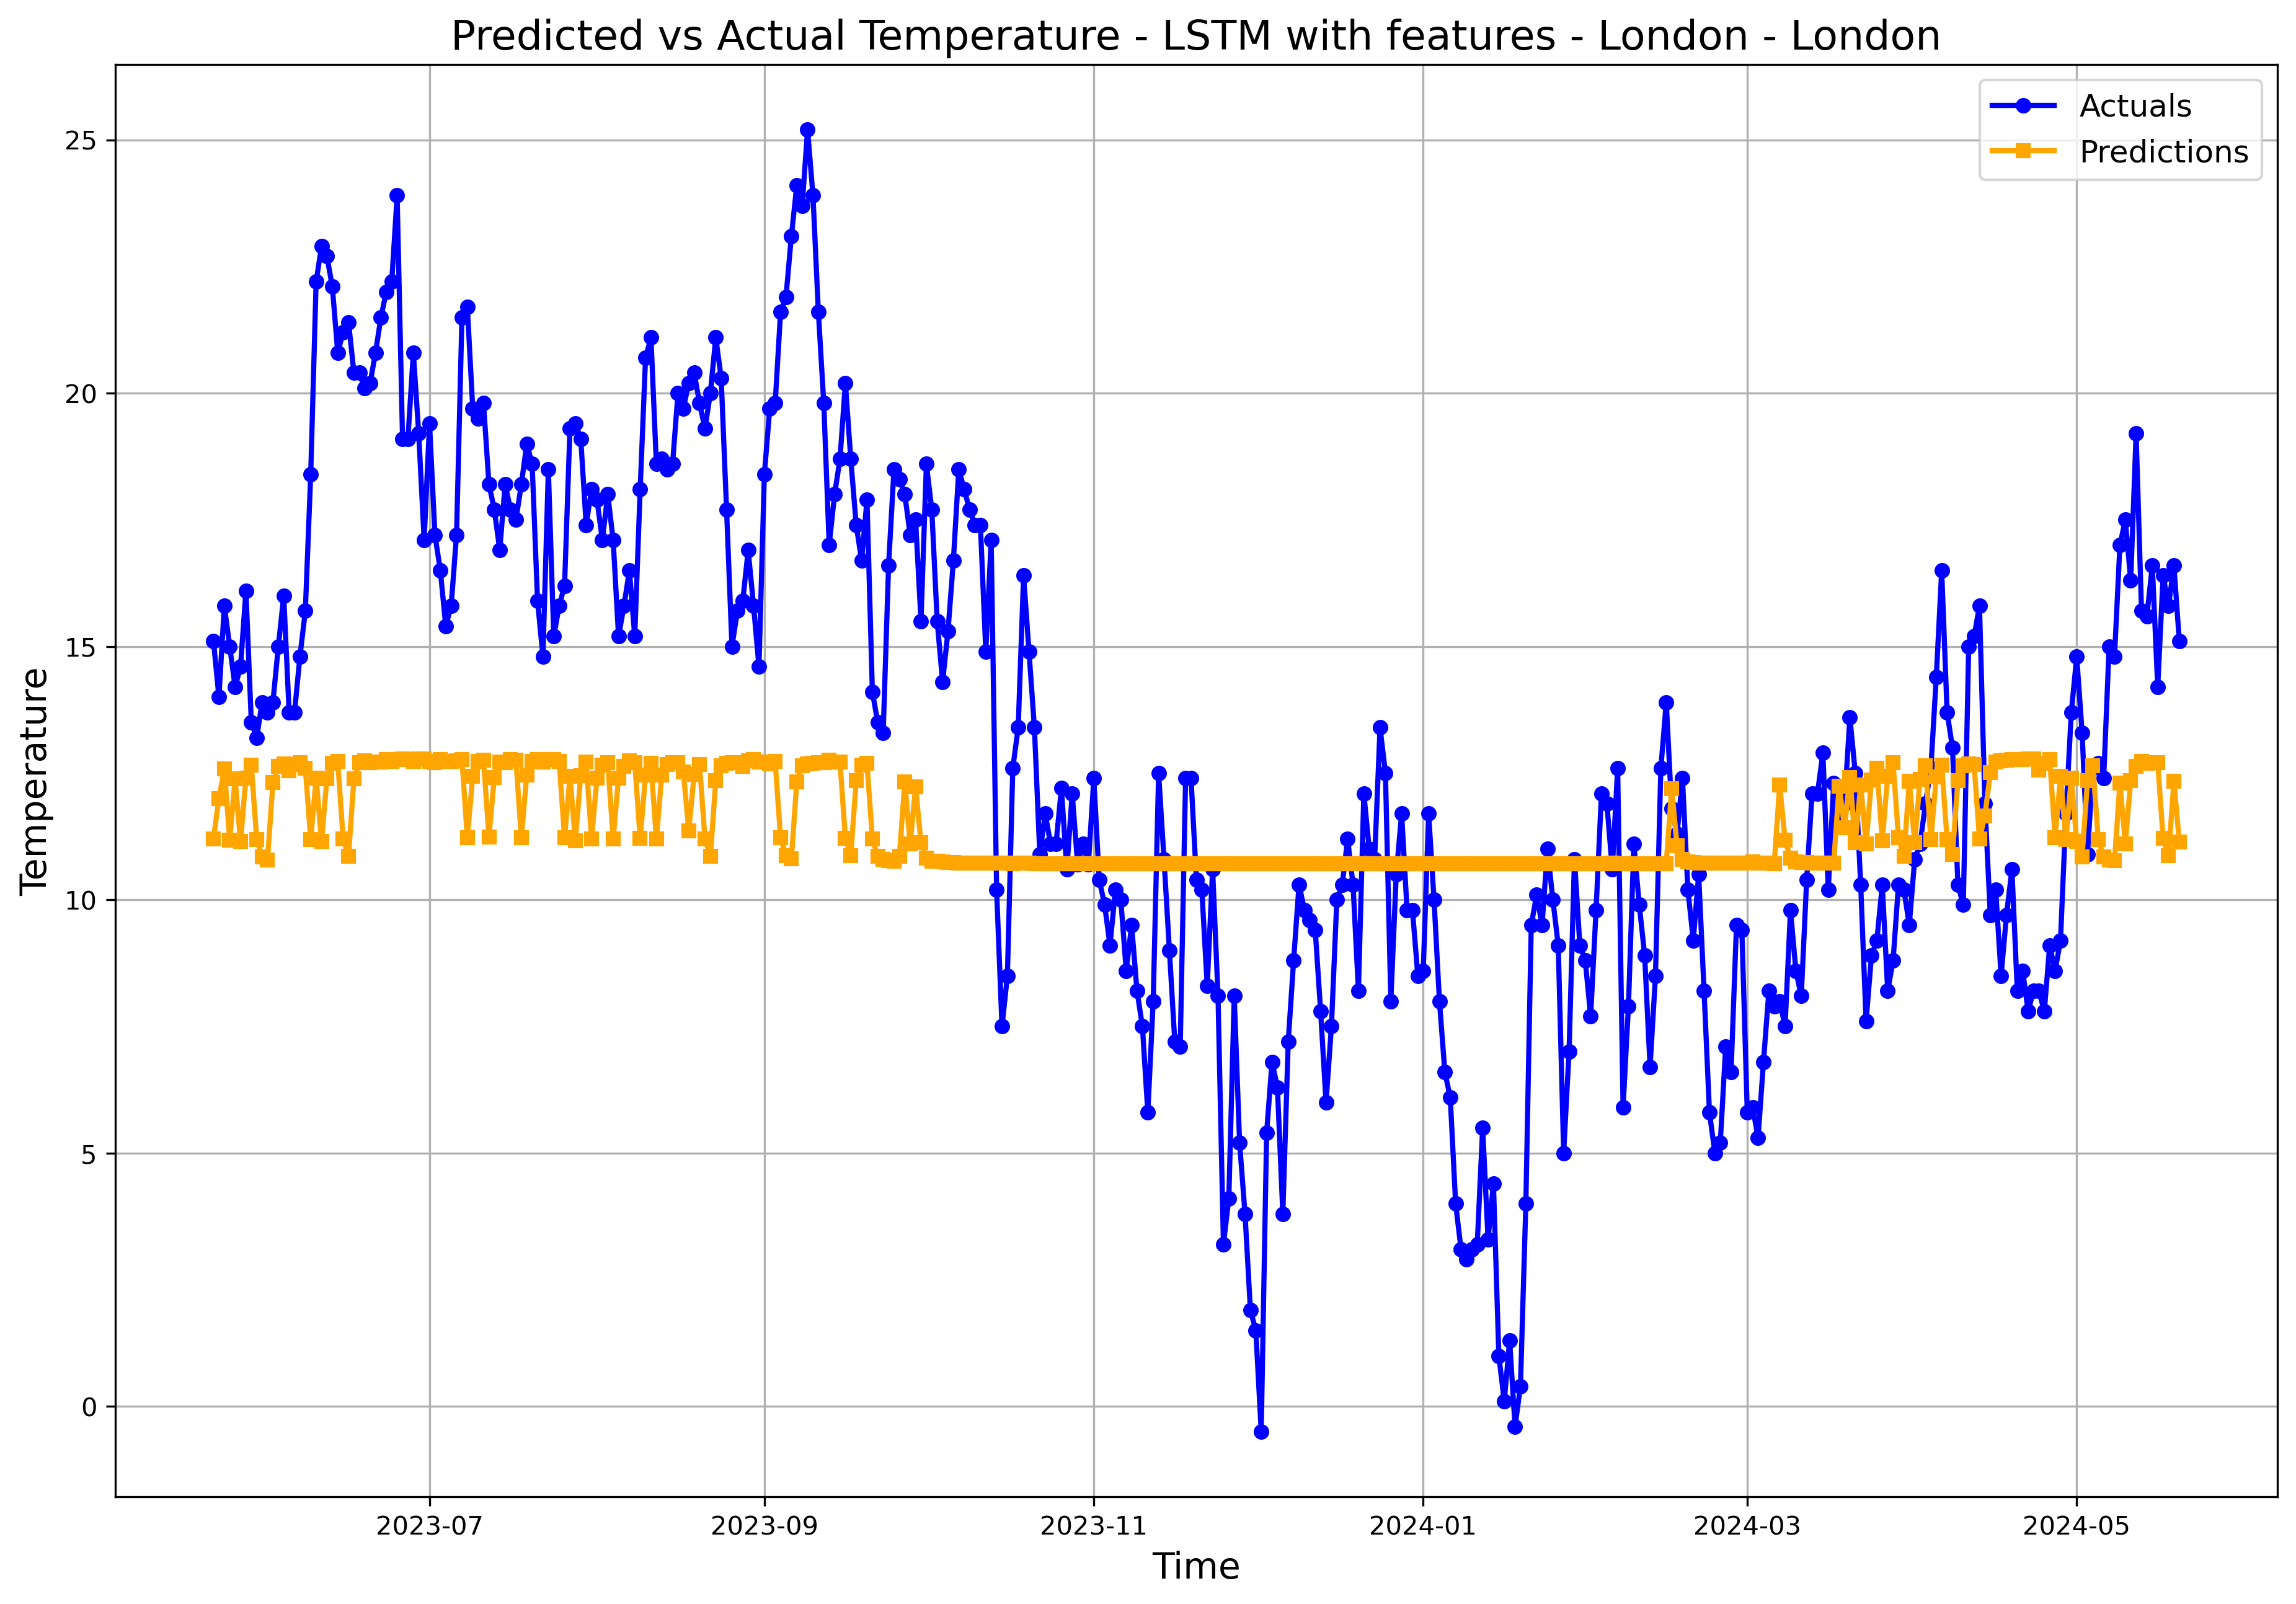 Predicted vs Actual Temperature - LSTM with features - London - London
Actuals
Predictions
25
20
15
10
5
0
Temperature
2023-07
2023-09
2023-11
2024-01
2024-03
2024-05
Time